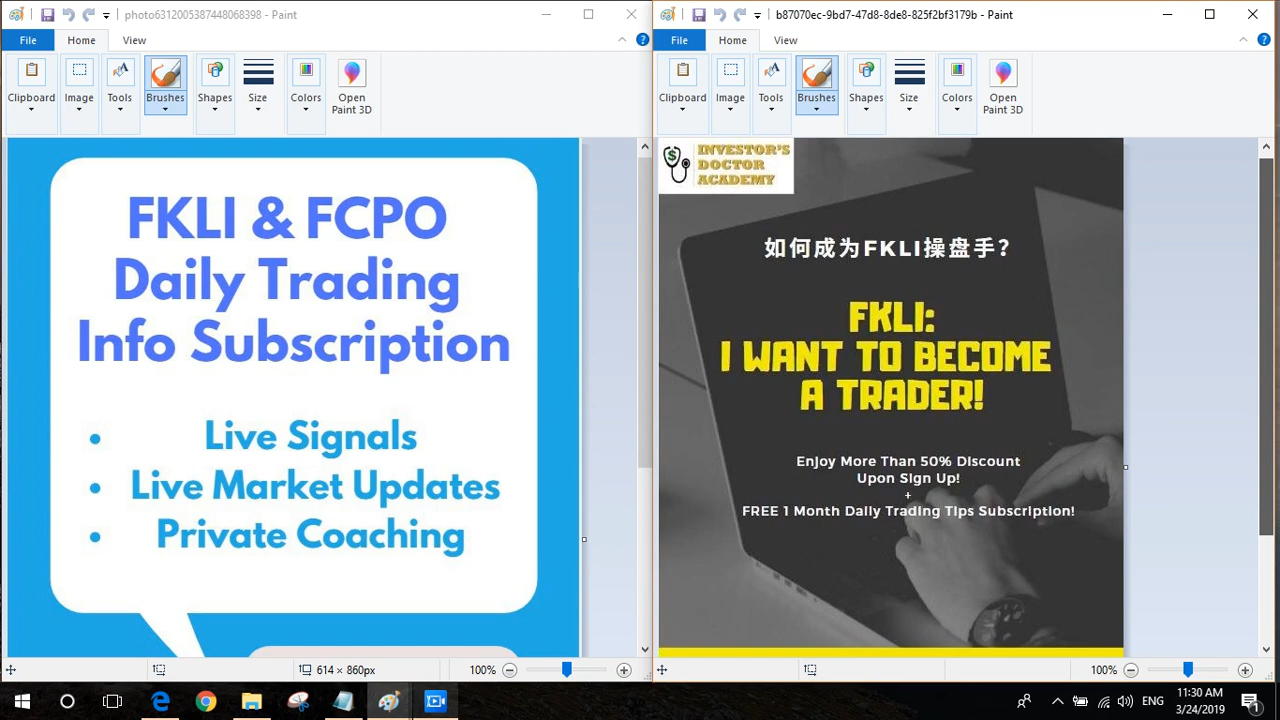 photo6312005387448068398 - Paint
File
Home
View
Clipboard
Image
Tools
Brushes
Shapes
Size
Colors
Open
Paint 3D
FKLI & FCPO
Daily Trading
Info Subscription
• Live Signals
• Live Market Updates
• Private Coaching
614 × 860px
100%
b87070ec-9bd7-47d8-8de8-825f2bf3179b - Paint
File
Home
View
Clipboard
Image
Tools
Brushes
Shapes
Size
Colors
Open
Paint 3D
INVESTOR'S
DOCTOR
ACADEMY
如何成为FKLI操盘手?
FKLI:
I WANT TO BECOME
A TRADER!
Enjoy More Than 50% Discount
Upon Sign Up!
+
FREE 1 Month Daily Trading Tips Subscription!
100%
ENG
11:30 AM
3/24/2019
1